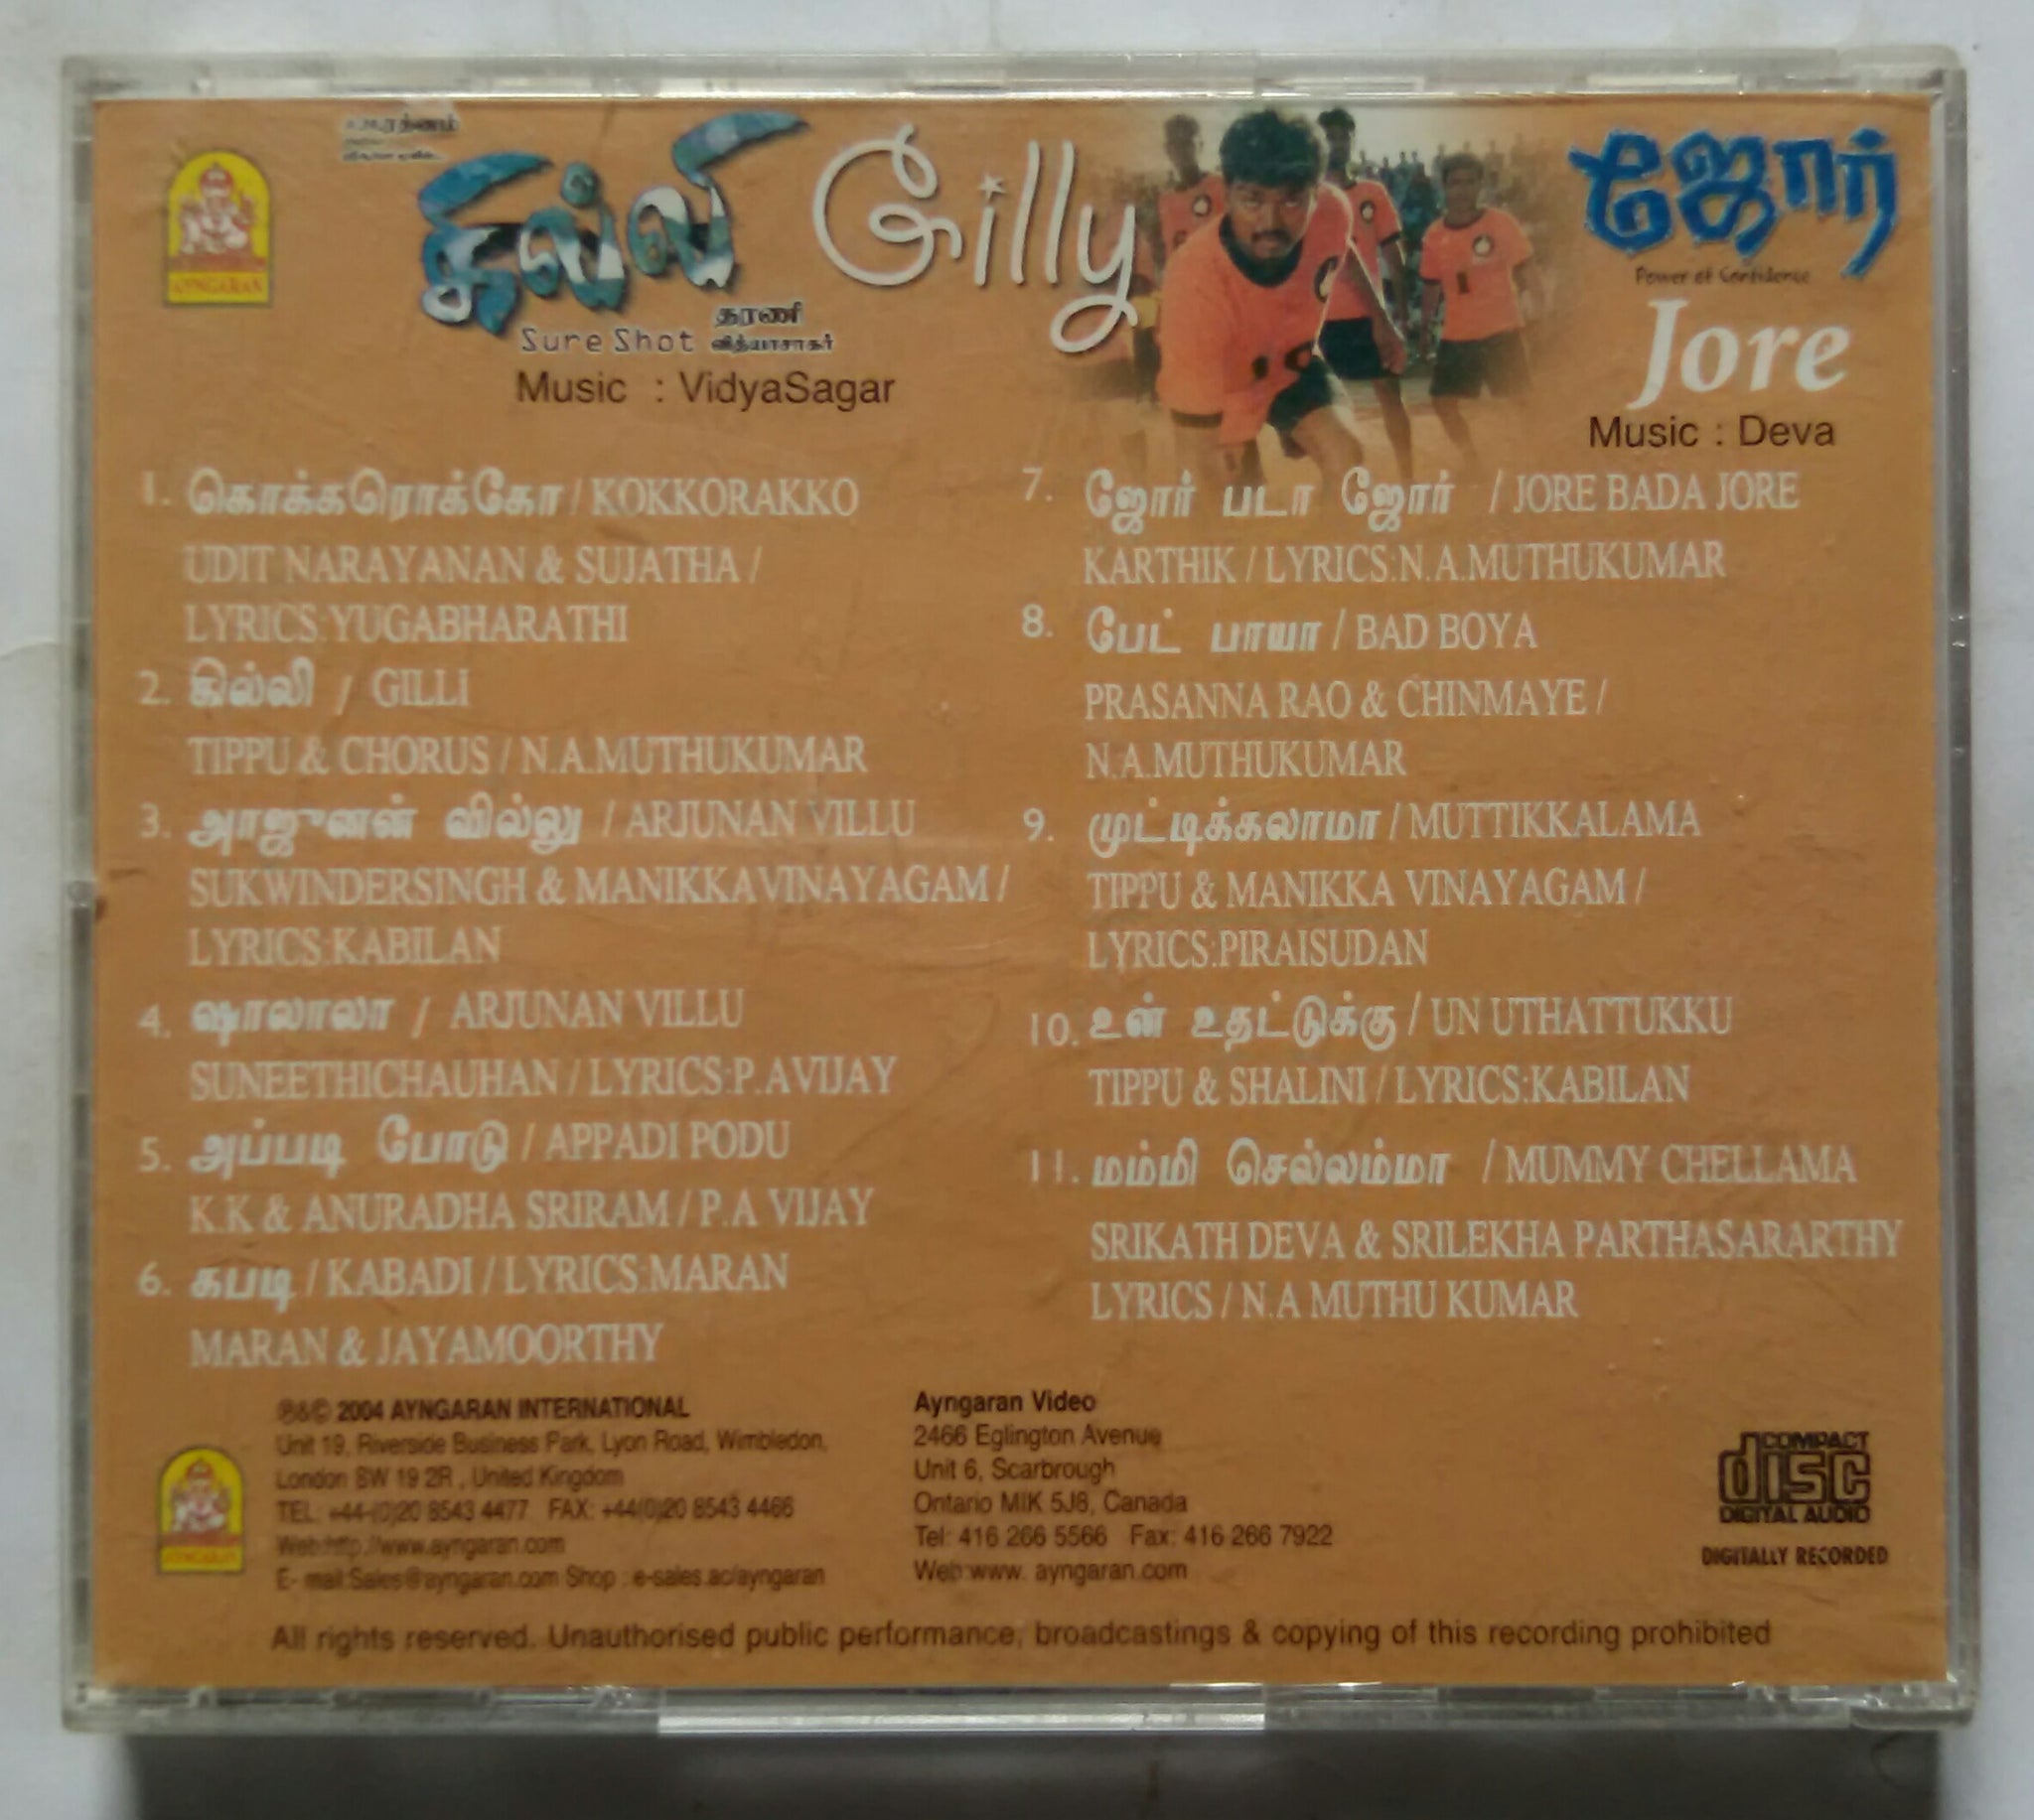 AYNGARAN
கில்லி
Gilly
Sure Shot
தரணி
வித்யாசாகர்
Music : VidyaSagar
ஜோர்
Power of Confidence
Jore
Music : Deva
1. கொக்கரொக்கோ / KOKKORAKKO
UDIT NARAYANAN & SUJATHA /
LYRICS:YUGABHARATHI
2. கில்லி / GILLI
TIPPU & CHORUS / N.A.MUTHUKUMAR
3. அரஜுனன் வில்லு / ARJUNAN VILLU
SUKWINDERSINGH & MANIKKAVINAYAGAM /
LYRICS:KABILAN
4. ஷாலாலா / ARJUNAN VILLU
SUNEETHICHAUHAN / LYRICS:P.AVIJAY
5. அப்படி போடு / APPADI PODU
K.K & ANURADHA SRIRAM / P.A VIJAY
6. கபடி / KABADI / LYRICS:MARAN
MARAN & JAYAMOORTHY
7. ஜோர் படா ஜோர் / JORE BADA JORE
KARTHIK / LYRICS:N.A.MUTHUKUMAR
8. பேட் பாயா / BAD BOYA
PRASANNA RAO & CHINMAYE /
N.A.MUTHUKUMAR
9. முட்டிக்கலாமா / MUTTIKKALAMA
TIPPU & MANIKKA VINAYAGAM /
LYRICS:PIRAISUDAN
10. உன் உதட்டுக்கு / UN UTHATTUKKU
TIPPU & SHALINI / LYRICS:KABILAN
11. மம்மி செல்லம்மா / MUMMY CHELLAMA
SRIKATH DEVA & SRILEKHA PARTHASARARTHY
LYRICS / N.A MUTHU KUMAR
℗&© 2004 AYNGARAN INTERNATIONAL
Unit 19, Riverside Business Park, Lyon Road, Wimbledon,
London SW 19 2R , United Kingdom
TEL: +44-(0)20 8543 4477 FAX: +44(0)20 8543 4466
Web:http://www.ayngaran.com
E- mail:Sales@ayngaran.com Shop : e-sales.ac/ayngaran
AYNGARAN
Ayngaran Video
2466 Eglington Avenue
Unit 6, Scarbrough
Ontario MIK 5J8, Canada
Tel: 416 266 5566 Fax: 416 266 7922
Web:www. ayngaran.com
COMPACT
disc
DIGITAL AUDIO
DIGITALLY RECORDED
All rights reserved. Unauthorised public performance, broadcastings & copying of this recording prohibited